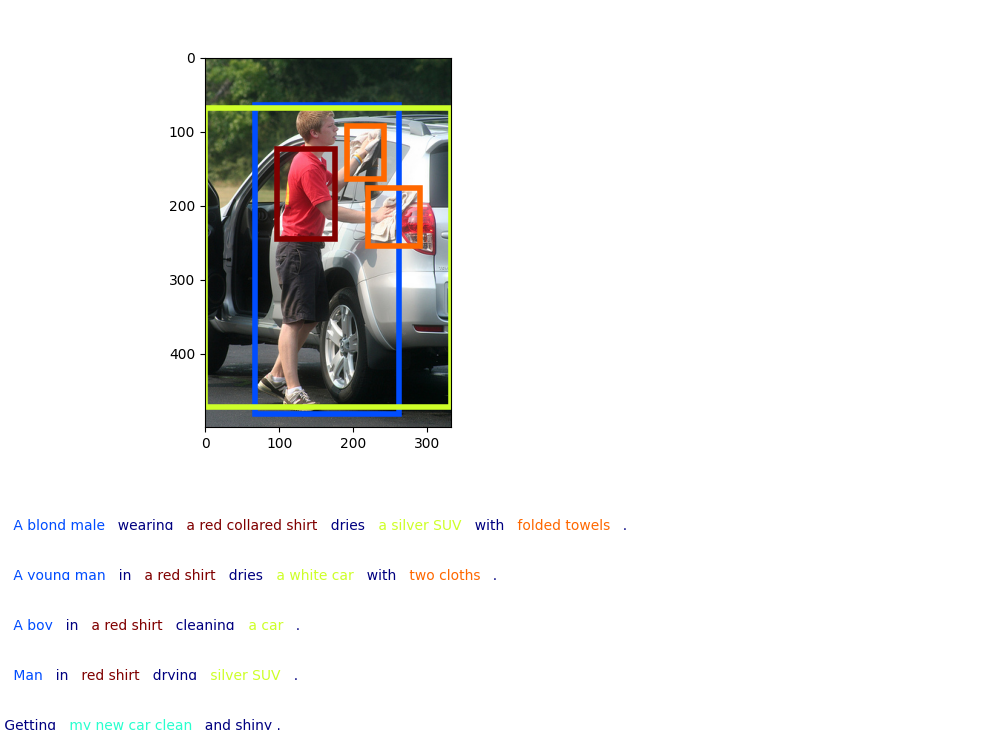 0
100
200
300
400
0 100 200 300
A blond male wearing a red collared shirt dries a silver SUV with folded towels .
A young man in a red shirt dries a white car with two cloths .
A boy in a red shirt cleaning a car .
Man in red shirt drying silver SUV .
Getting my new car clean and shiny .